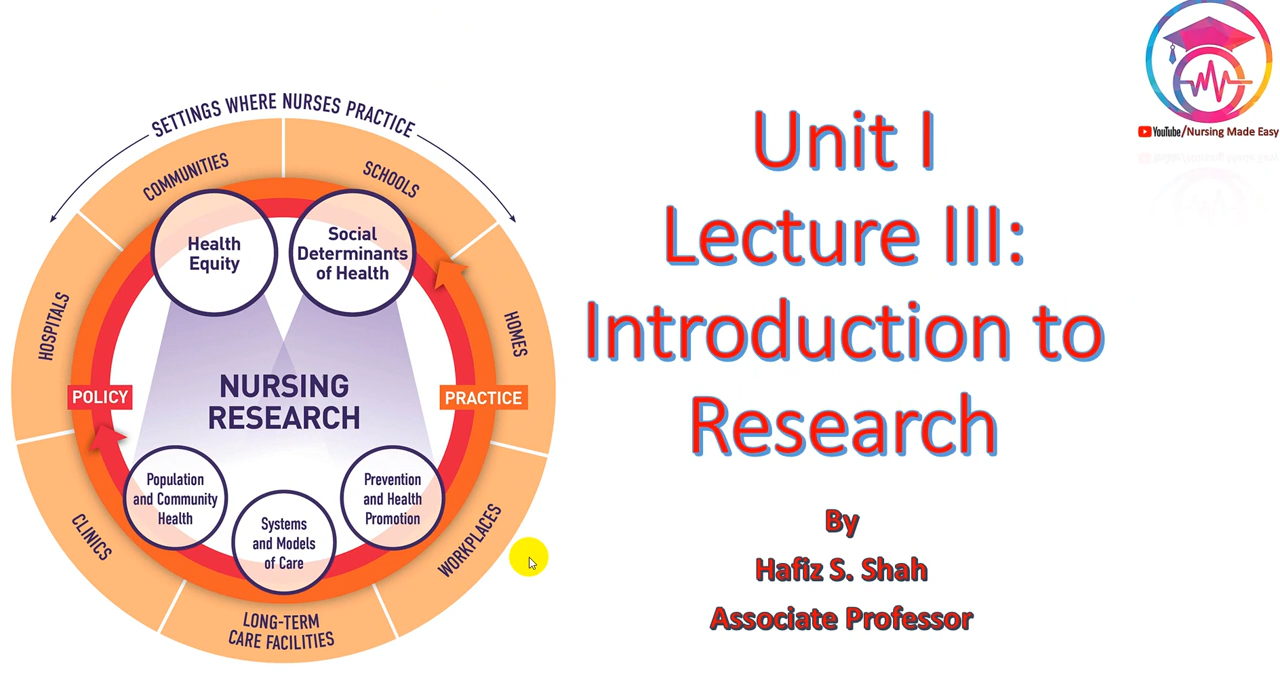 SETTINGS WHERE NURSES PRACTICE
COMMUNITIES
SCHOOLS
HOSPITALS
HOMES
CLINICS
WORKPLACES
LONG-TERM
CARE FACILITIES
Health
Equity
Social
Determinants
of Health
NURSING
RESEARCH
POLICY
PRACTICE
Population
and Community
Health
Systems
and Models
of Care
Prevention
and Health
Promotion
Unit I
Lecture III:
Introduction to
Research
By
Hafiz S. Shah
Associate Professor
YouTube/Nursing Made Easy